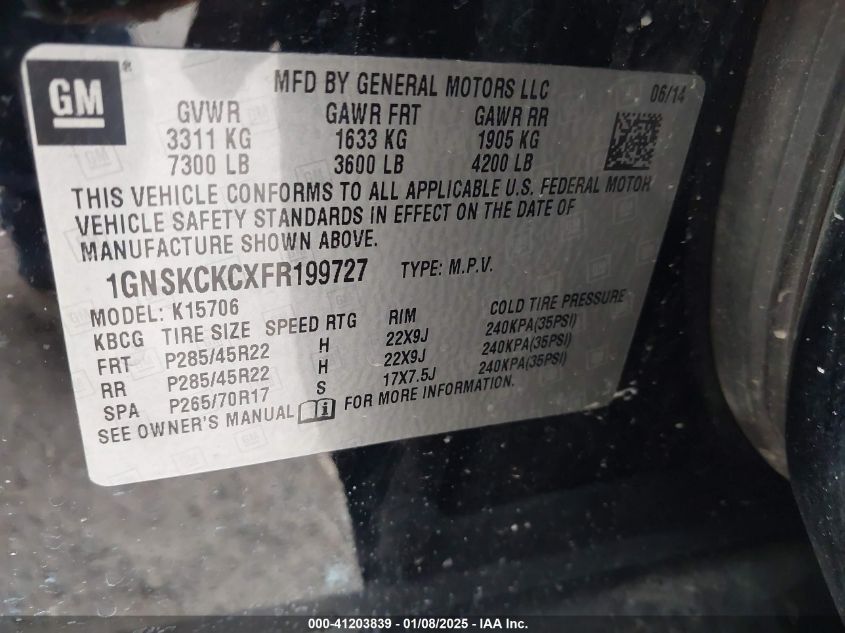 GM ®
MFD BY GENERAL MOTORS LLC 06/14
GVWR GAWR FRT GAWR RR
3311 KG 1633 KG 1905 KG
7300 LB 3600 LB 4200 LB
THIS VEHICLE CONFORMS TO ALL APPLICABLE U.S. FEDERAL MOTOR
VEHICLE SAFETY STANDARDS IN EFFECT ON THE DATE OF
MANUFACTURE SHOWN ABOVE.
1GNSKCKCXFR199727 TYPE: M.P.V.
MODEL: K15706
KBCG TIRE SIZE SPEED RTG RIM COLD TIRE PRESSURE
FRT P285/45R22 H 22X9J 240KPA(35PSI)
RR P285/45R22 H 22X9J 240KPA(35PSI)
SPA P265/70R17 S 17X7.5J 240KPA(35PSI)
SEE OWNER'S MANUAL i FOR MORE INFORMATION.
000-41203839 | 01/08/2025 - IAA Inc.